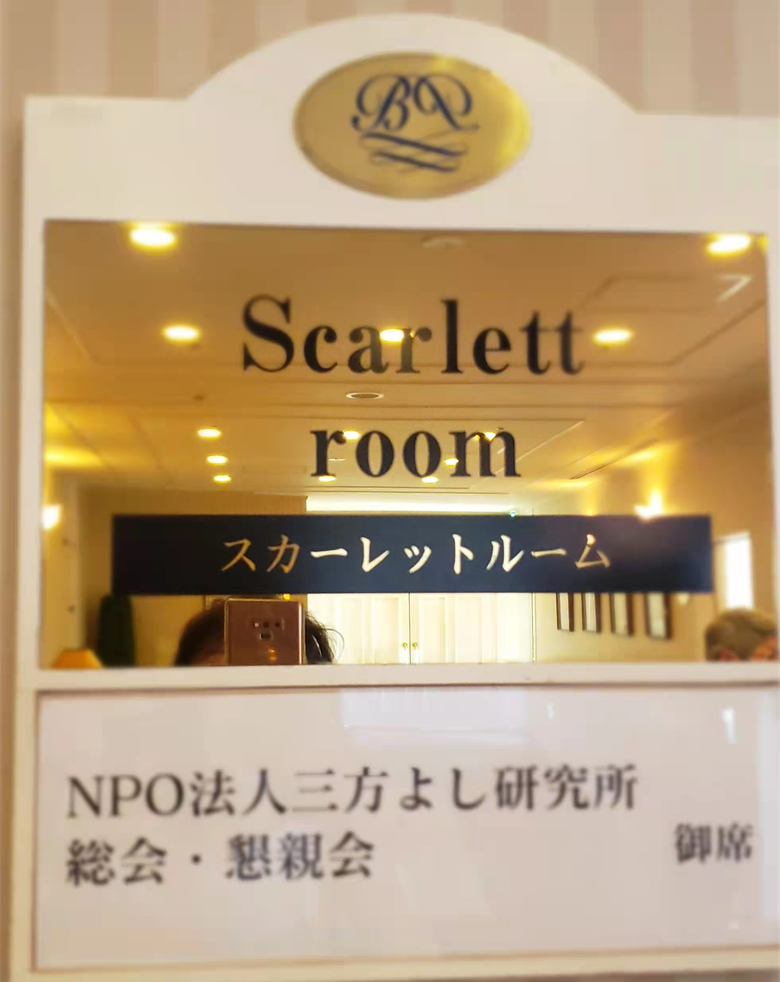 BP
Scarlett
room
スカーレットルーム
NPO法人三方よし研究所
総会・懇親会
御席